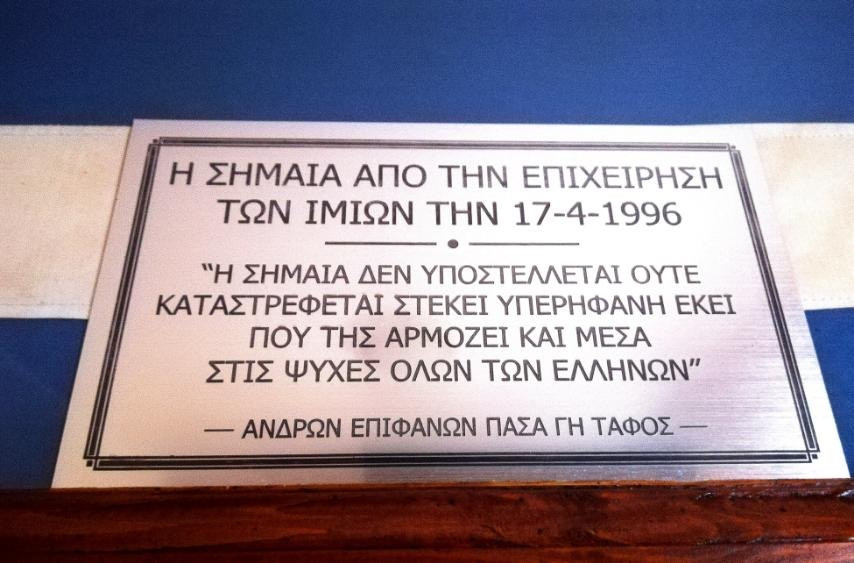 Η ΣΗΜΑΙΑ ΑΠΟ ΤΗΝ ΕΠΙΧΕΙΡΗΣΗ
ΤΩΝ ΙΜΙΩΝ ΤΗΝ 17-4-1996
“Η ΣΗΜΑΙΑ ΔΕΝ ΥΠΟΣΤΕΛΛΕΤΑΙ ΟΥΤΕ
ΚΑΤΑΣΤΡΕΦΕΤΑΙ ΣΤΕΚΕΙ ΥΠΕΡΗΦΑΝΗ ΕΚΕΙ
ΠΟΥ ΤΗΣ ΑΡΜΟΖΕΙ ΚΑΙ ΜΕΣΑ
ΣΤΙΣ ΨΥΧΕΣ ΟΛΩΝ ΤΩΝ ΕΛΛΗΝΩΝ”
— ΑΝΔΡΩΝ ΕΠΙΦΑΝΩΝ ΠΑΣΑ ΓΗ ΤΑΦΟΣ —